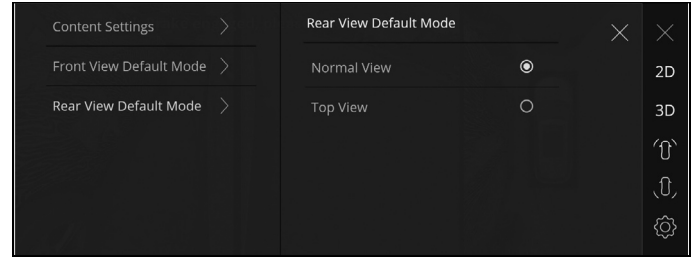 Content Settings
Front View Default Mode
Rear View Default Mode
Rear View Default Mode
Normal View
Top View
2D
3D